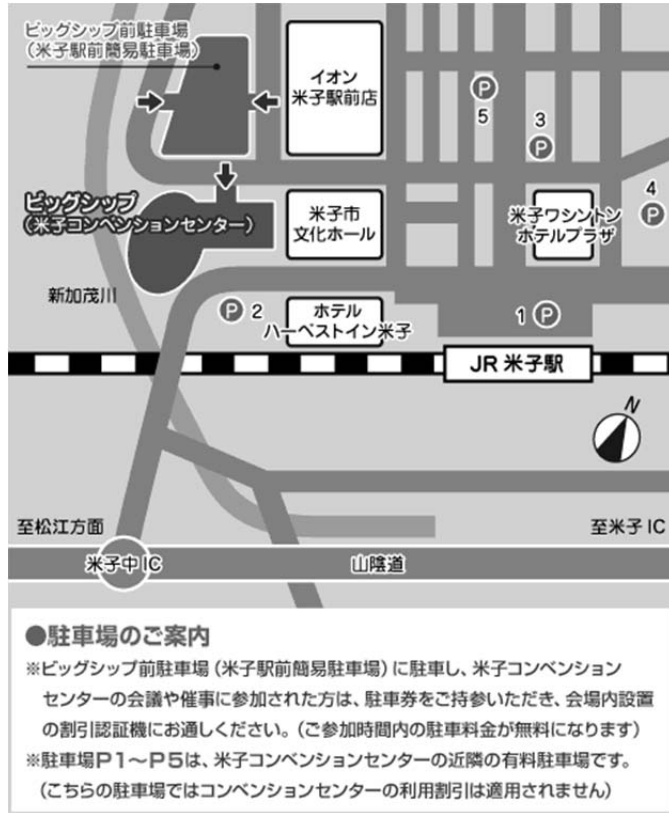 ビッグシップ前駐車場
(米子駅前簡易駐車場)
イオン
米子駅前店
P
5
3
P
4
P
ビッグシップ
(米子コンベンションセンター)
米子市
文化ホール
米子ワシントン
ホテルプラザ
新加茂川
P 2
ホテル
ハーベストイン米子
1 P
JR 米子駅
N
至松江方面
至米子 IC
米子中 IC
山陰道
●駐車場のご案内
※ビッグシップ前駐車場(米子駅前簡易駐車場)に駐車し、米子コンベンション
センターの会議や催事に参加された方は、駐車券をご持参いただき、会場内設置
の割引認証機にお通しください。(ご参加時間内の駐車料金が無料になります)
※駐車場P1〜P5は、米子コンベンションセンターの近隣の有料駐車場です。
(こちらの駐車場ではコンベンションセンターの利用割引は適用されません)